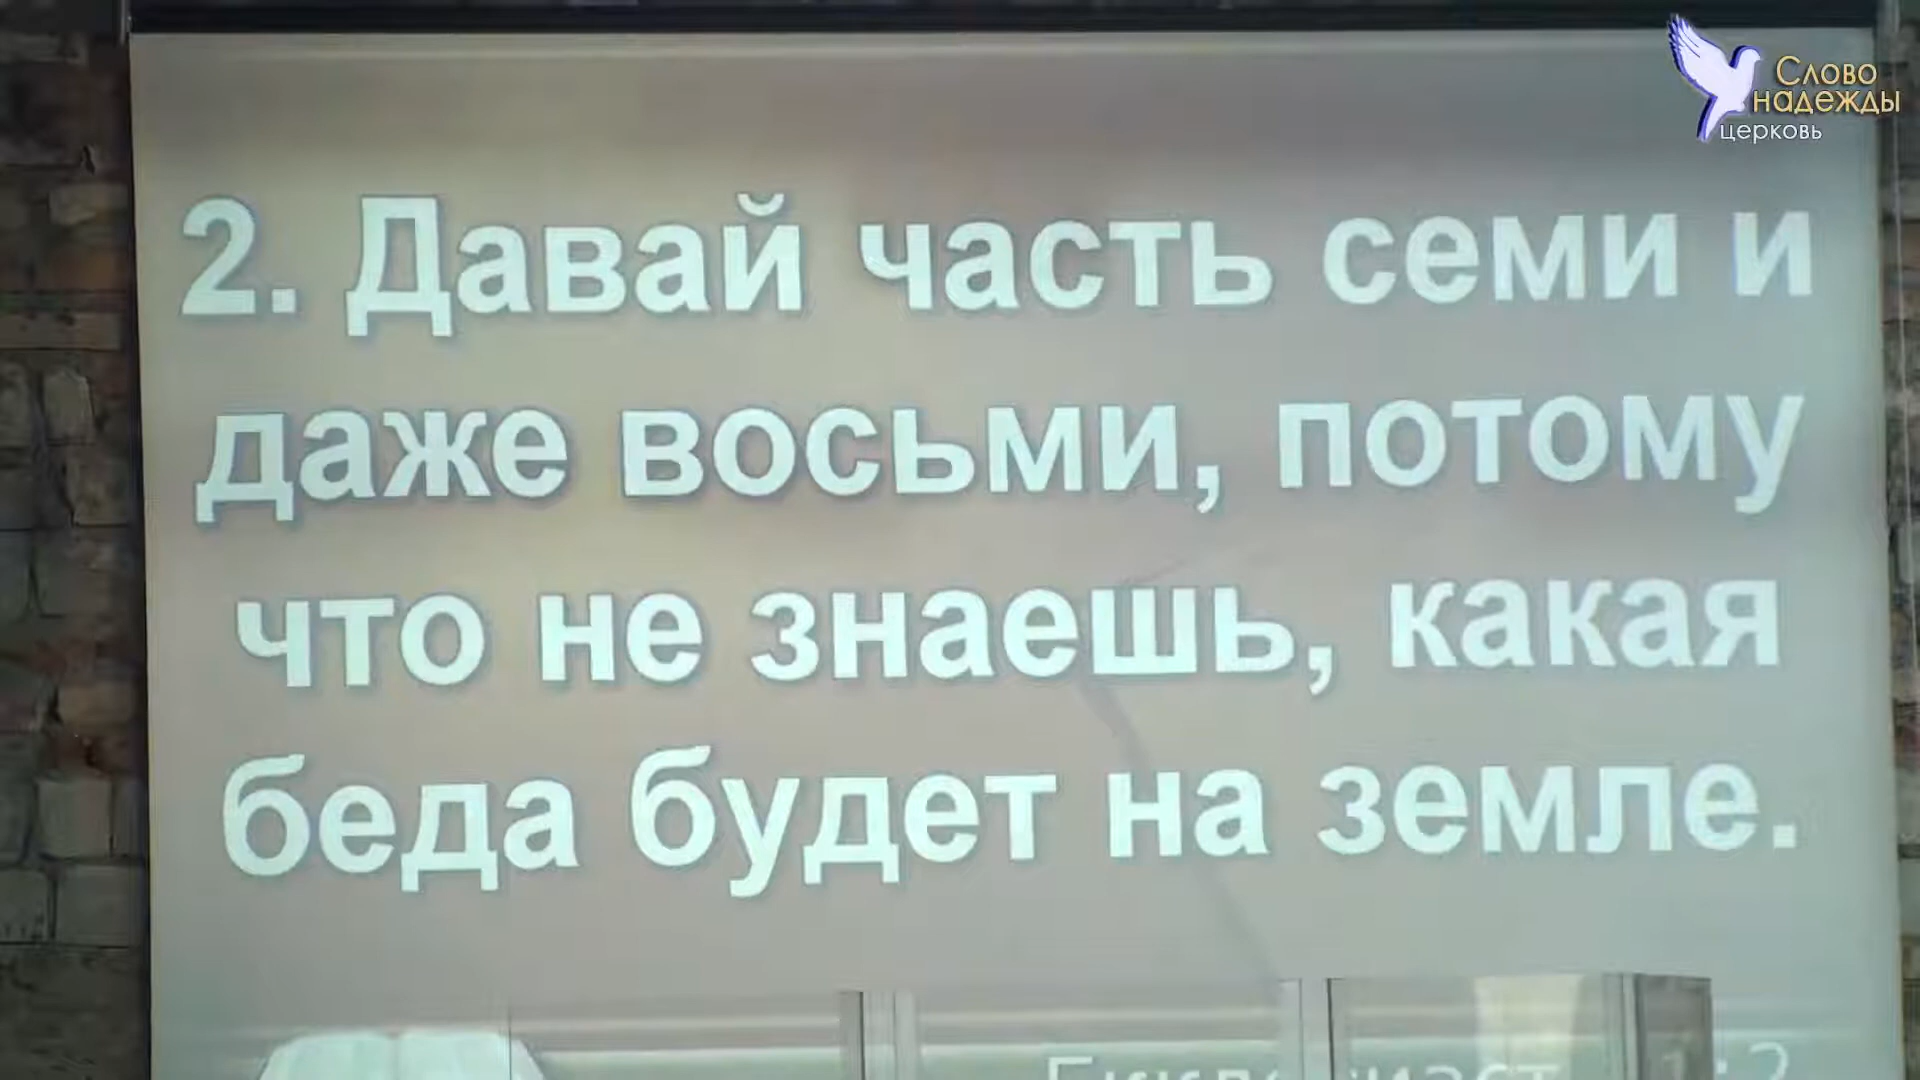 Слово
надежды
церковь
2. Давай часть семи и
даже восьми, потому
что не знаешь, какая
беда будет на земле.